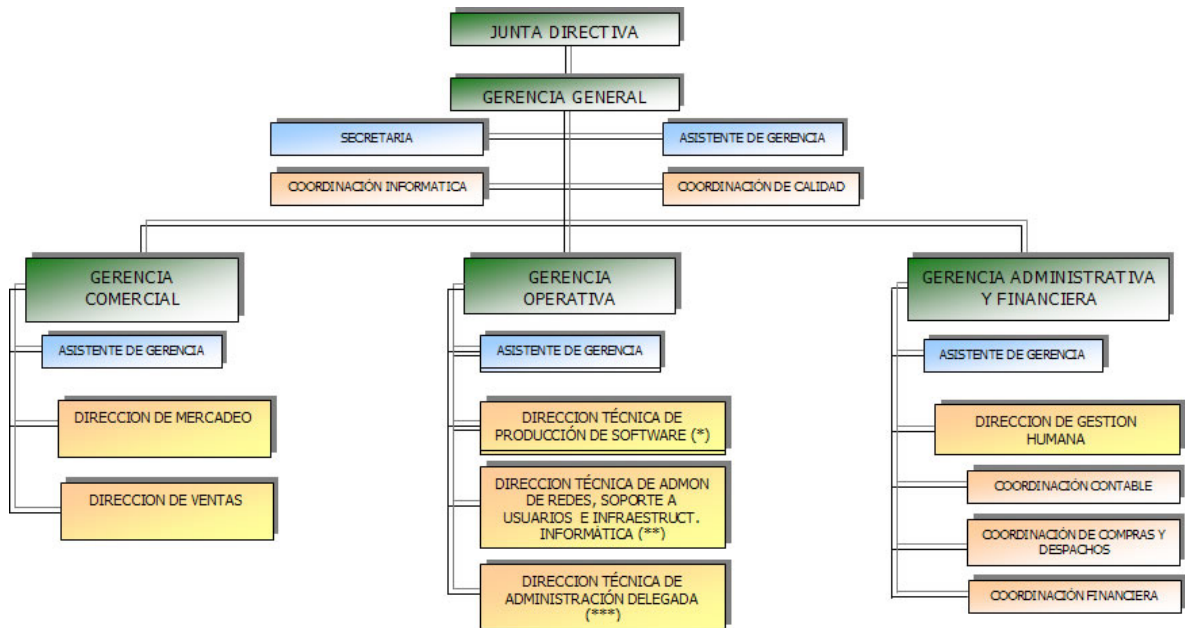 JUNTA DIRECTIVA
GERENCIA GENERAL
SECRETARIA
ASISTENTE DE GERENCIA
COORDINACIÓN INFORMATICA
COORDINACIÓN DE CALIDAD
GERENCIA
COMERCIAL
ASISTENTE DE GERENCIA
DIRECCION DE MERCADEO
DIRECCION DE VENTAS
GERENCIA
OPERATIVA
ASISTENTE DE GERENCIA
DIRECCION TÉCNICA DE
PRODUCCIÓN DE SOFTWARE (*)
DIRECCION TÉCNICA DE ADMON
DE REDES, SOPORTE A
USUARIOS E INFRAESTRUCT.
INFORMÁTICA (**)
DIRECCION TÉCNICA DE
ADMINISTRACIÓN DELEGADA
(***)
GERENCIA ADMINISTRATIVA
Y FINANCIERA
ASISTENTE DE GERENCIA
DIRECCION DE GESTION
HUMANA
COORDINACIÓN CONTABLE
COORDINACIÓN DE COMPRAS Y
DESPACHOS
COORDINACIÓN FINANCIERA